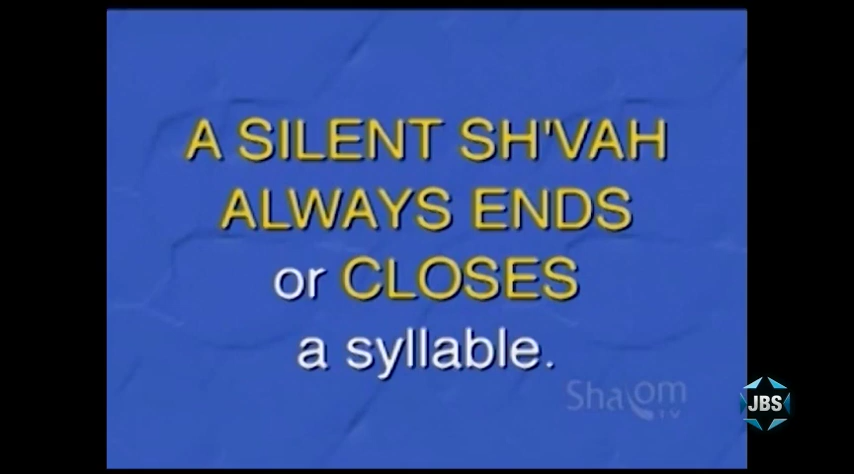 A SILENT SH'VAH
ALWAYS ENDS
or CLOSES
a syllable.
Shalom
TV
JBS